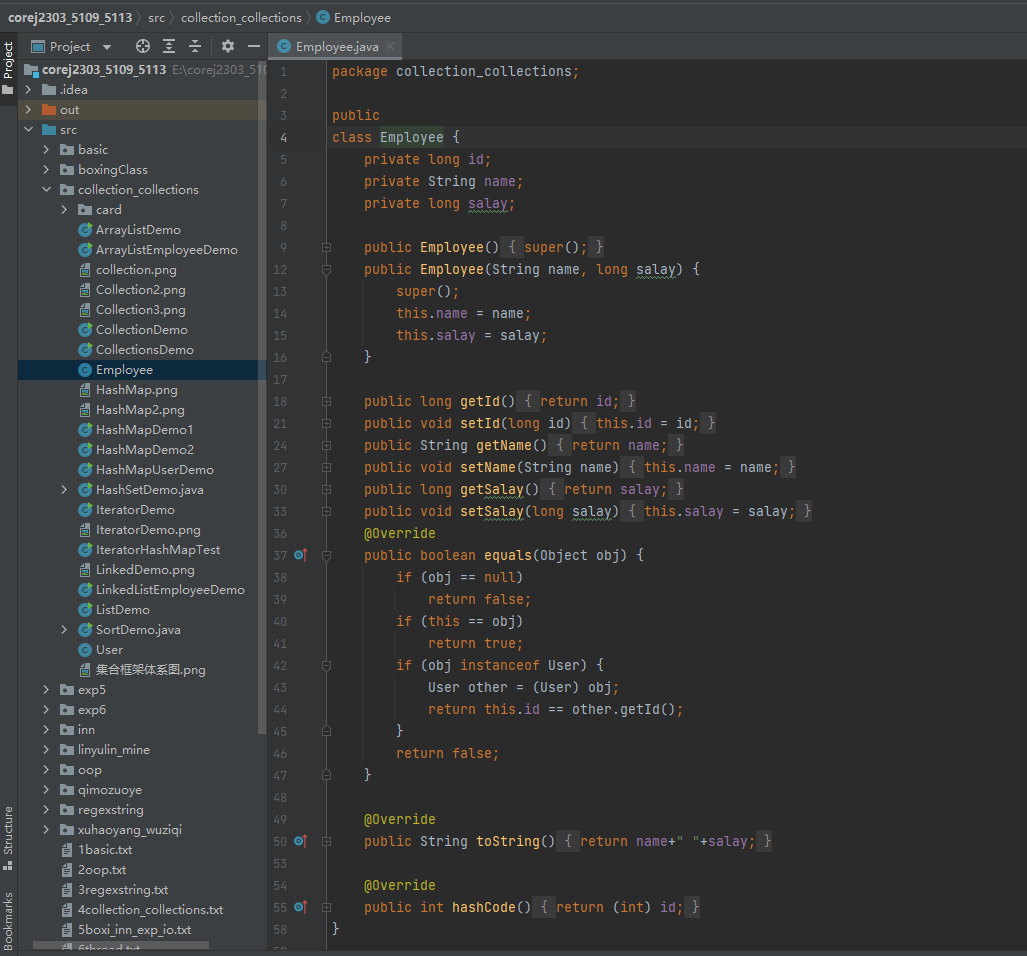 corej2303_5109_5113 〉 src 〉 collection_collections 〉 Employee
Project
Employee.java
corej2303_5109_5113 E:\corej2303_510
.idea
out
src
basic
boxingClass
collection_collections
card
ArrayListDemo
ArrayListEmployeeDemo
collection.png
Collection2.png
Collection3.png
CollectionDemo
CollectionsDemo
Employee
HashMap.png
HashMap2.png
HashMapDemo1
HashMapDemo2
HashMapUserDemo
HashSetDemo.java
IteratorDemo
IteratorDemo.png
IteratorHashMapTest
LinkedDemo.png
LinkedListEmployeeDemo
ListDemo
SortDemo.java
User
集合框架体系图.png
exp5
exp6
inn
linyulin_mine
oop
qimozuoye
regexstring
xuhaoyang_wuziqi
1basic.txt
2oop.txt
3regexstring.txt
4collection_collections.txt
5boxi_inn_exp_io.txt
6thread.txt
Project
Structure
Bookmarks
1 package collection_collections;
2
3 public
4 class Employee {
5 private long id;
6 private String name;
7 private long salay;
8
9 public Employee() { super(); }
12 public Employee(String name, long salay) {
13 super();
14 this.name = name;
15 this.salay = salay;
16 }
17
18 public long getId() { return id; }
21 public void setId(long id) { this.id = id; }
24 public String getName() { return name; }
27 public void setName(String name) { this.name = name; }
30 public long getSalay() { return salay; }
33 public void setSalay(long salay) { this.salay = salay; }
36 @Override
37 public boolean equals(Object obj) {
38 if (obj == null)
39 return false;
40 if (this == obj)
41 return true;
42 if (obj instanceof User) {
43 User other = (User) obj;
44 return this.id == other.getId();
45 }
46 return false;
47 }
48
49 @Override
50 public String toString() { return name+" "+salay; }
53
54 @Override
55 public int hashCode() { return (int) id; }
58 }